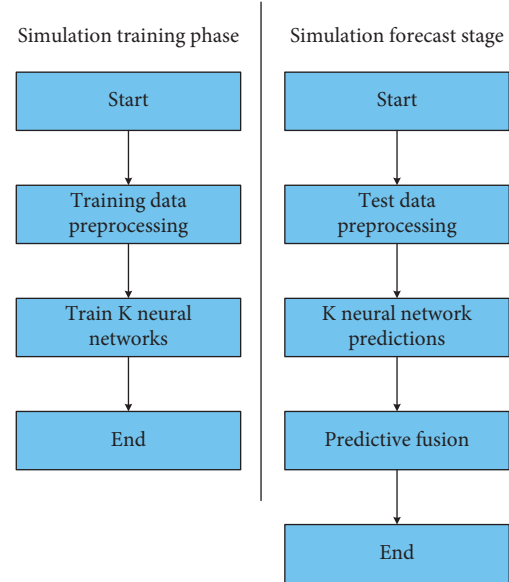 Simulation training phase
Start
Training data
preprocessing
Train K neural
networks
End
Simulation forecast stage
Start
Test data
preprocessing
K neural network
predictions
Predictive fusion
End